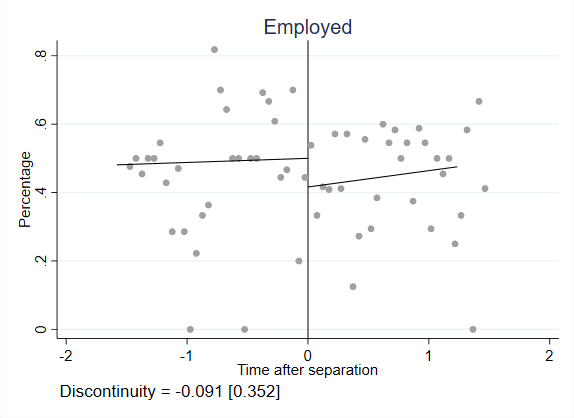 Employed
Percentage
.8
.6
.4
.2
0
-2 -1 0 1 2
Time after separation
Discontinuity = -0.091 [0.352]